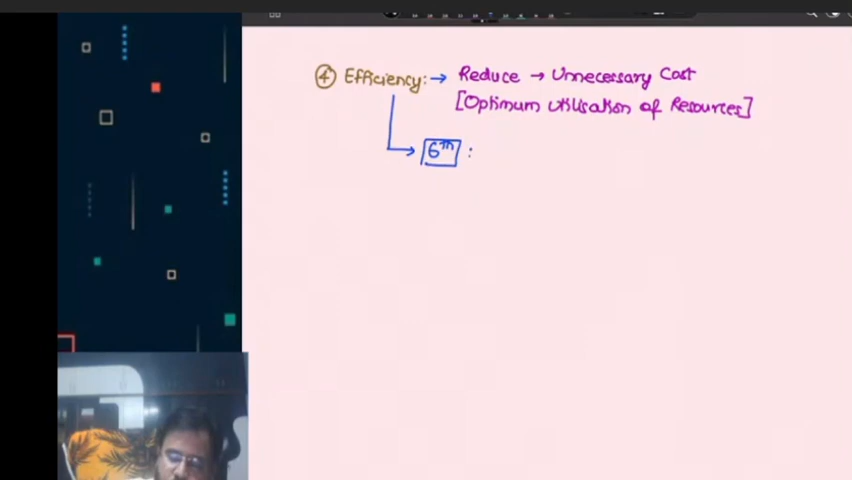 ④ Efficiency: → Reduce → Unnecessary Cost
[Optimum utilisation of Resources]
6th :